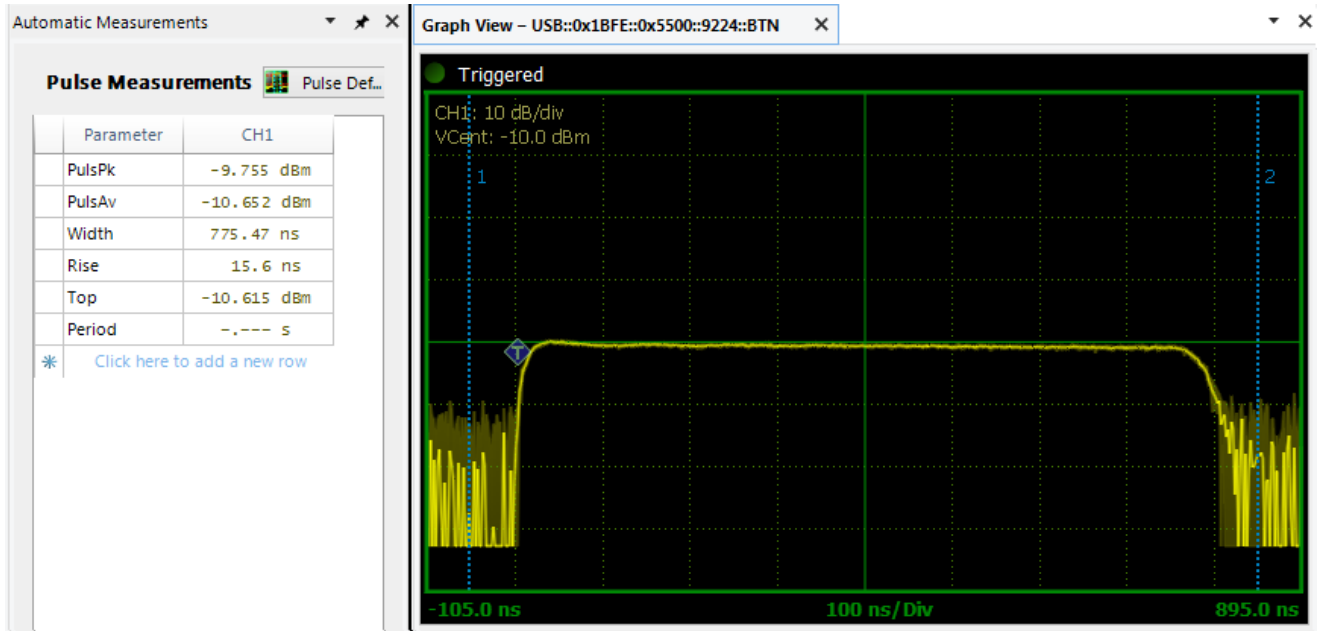 Automatic Measurements
Pulse Measurements Pulse Def...
Parameter CH1
PulsPk -9.755 dBm
PulsAv -10.652 dBm
Width 775.47 ns
Rise 15.6 ns
Top -10.615 dBm
Period -.--- s
Click here to add a new row
Graph View – USB::0x1BFE::0x5500::9224::BTN
Triggered
CH1: 10 dB/div
VCent: -10.0 dBm
1 2
T
-105.0 ns 100 ns/Div 895.0 ns